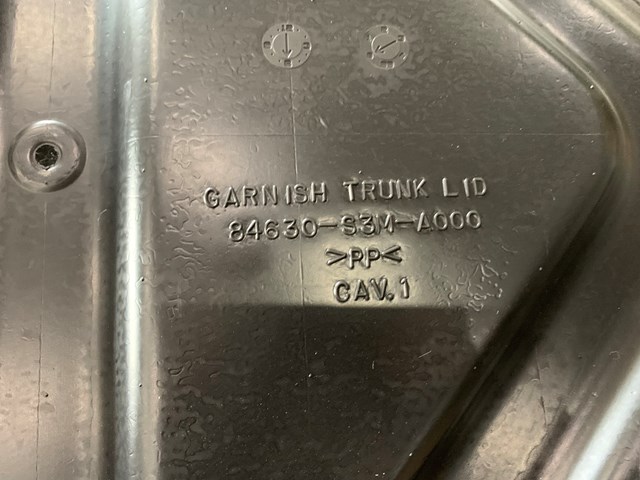 GARNISH TRUNK LID
84630-S3M-A000
>PP<
CAV.1